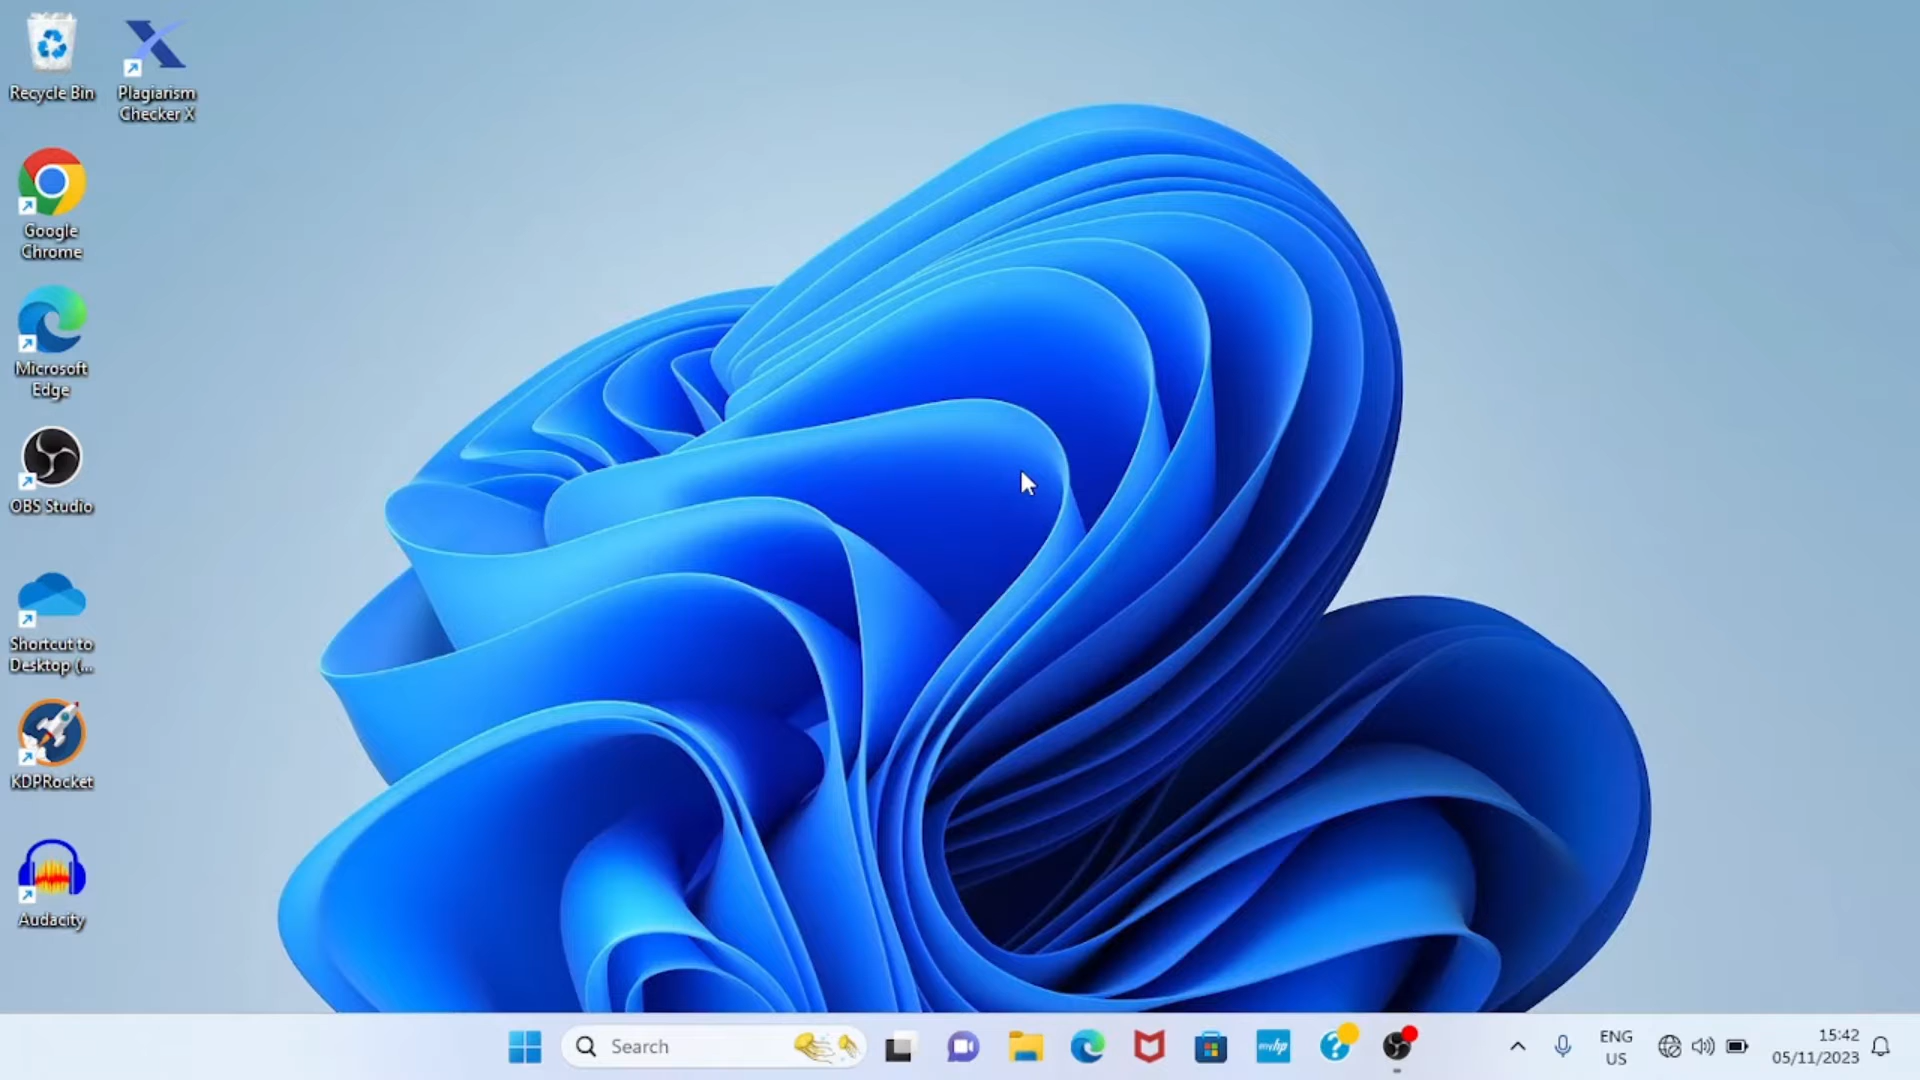 Recycle Bin
Plagiarism
Checker X
Google
Chrome
Microsoft
Edge
OBS Studio
Shortcut to
Desktop (...
KDPRocket
Audacity
Search
myhp
ENG
US
15:42
05/11/2023